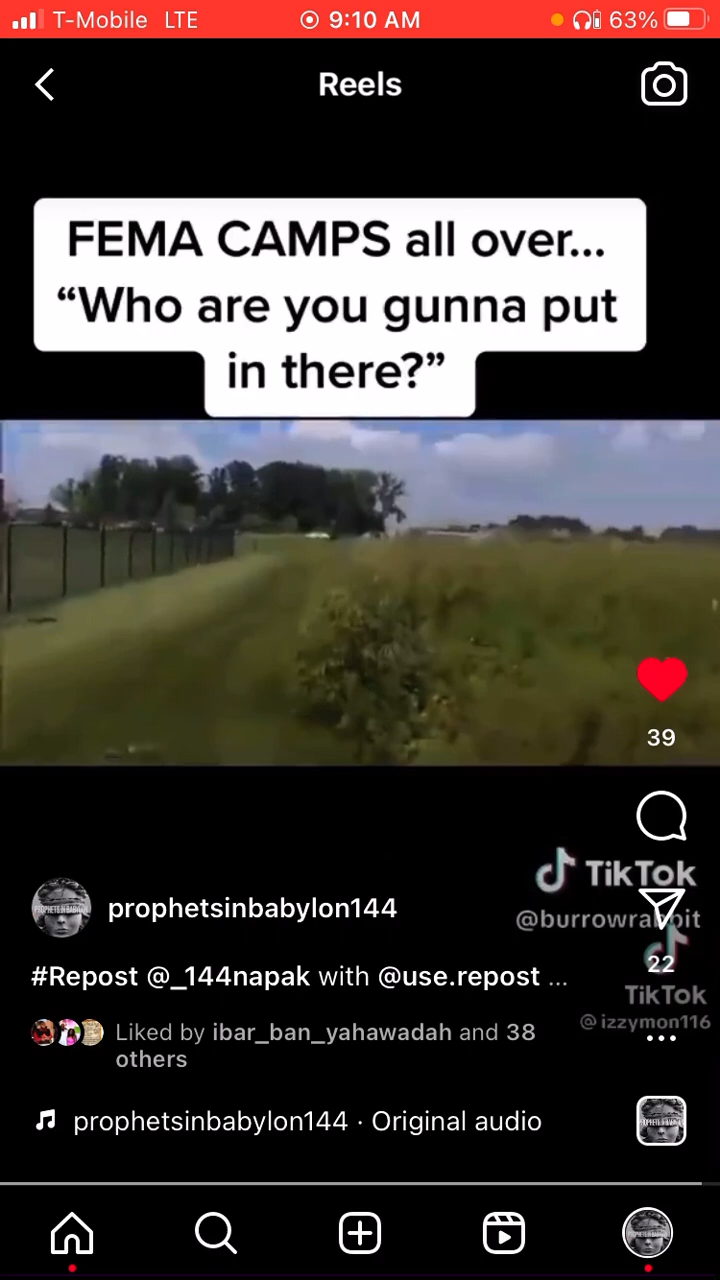 T-Mobile LTE 9:10 AM 63%
Reels
FEMA CAMPS all over...
“Who are you gunna put
in there?”
39
TikTok
prophetsinbabylon144
@burrowrabbit
#Repost @_144napak with @use.repost ...
22
TikTok
@izzymon116
Liked by ibar_ban_yahawadah and 38
others
prophetsinbabylon144 · Original audio